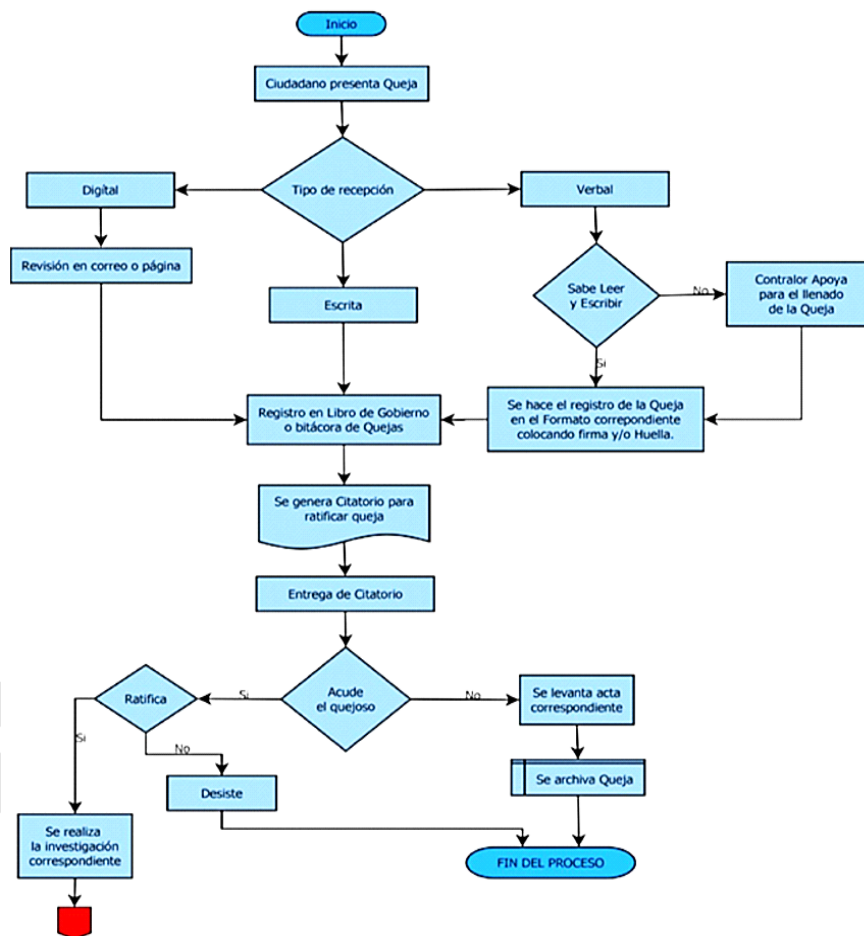 Inicio
Ciudadano presenta Queja
Tipo de recepción
Digítal
Verbal
Revisión en correo o página
Escrita
Sabe Leer
y Escribir
No
Contralor Apoya
para el llenado
de la Queja
Si
Registro en Libro de Gobierno
o bitácora de Quejas
Se hace el registro de la Queja
en el Formato correpondiente
colocando firma y/o Huella.
Se genera Citatorio para
ratificar queja
Entrega de Citatorio
Acude
el quejoso
Si
No
Ratifica
Se levanta acta
correspondiente
Si
No
Desiste
Se archiva Queja
Se realiza
la investigación
correspondiente
FIN DEL PROCESO